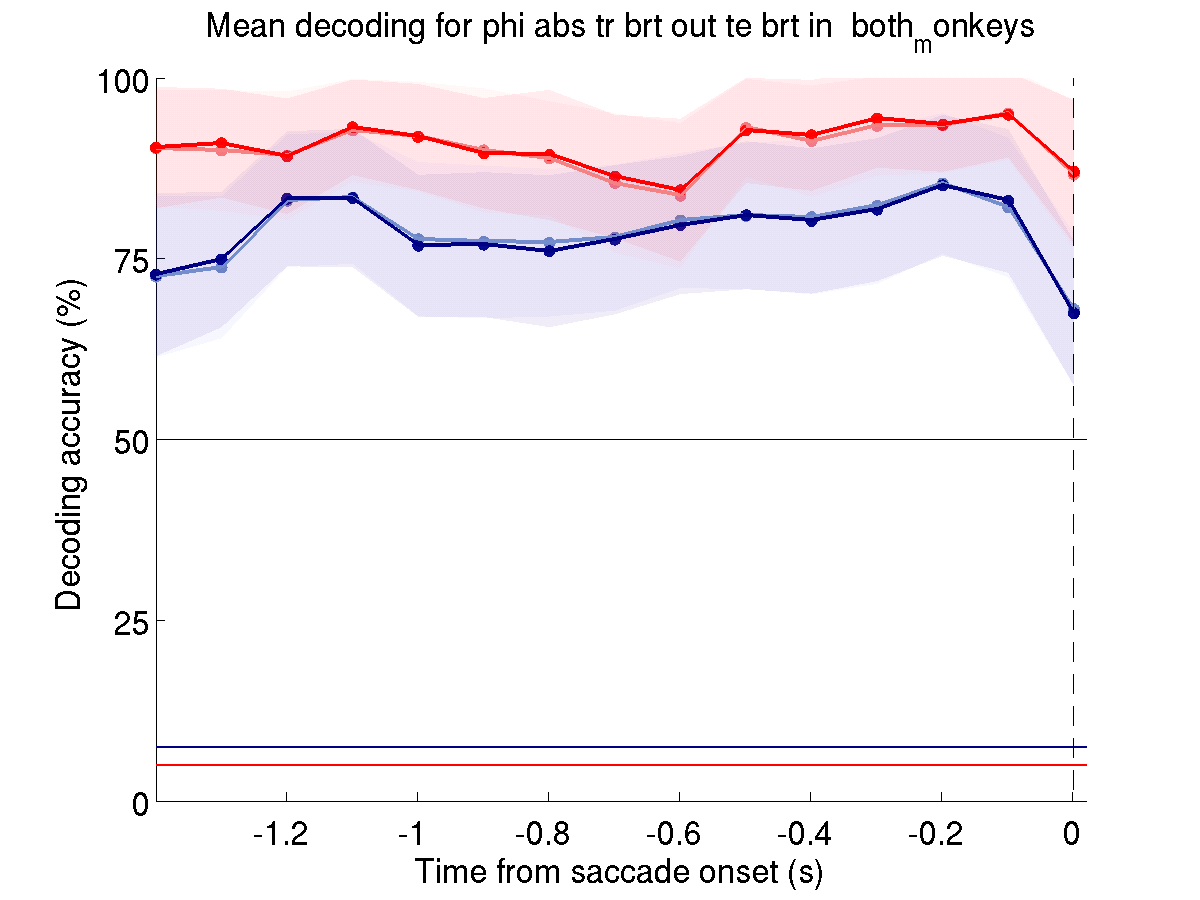 Mean decoding for phi abs tr brt out te brt in  both_monkeys
100
75
50
25
0
Decoding accuracy (%)
-1.2 -1 -0.8 -0.6 -0.4 -0.2 0
Time from saccade onset (s)